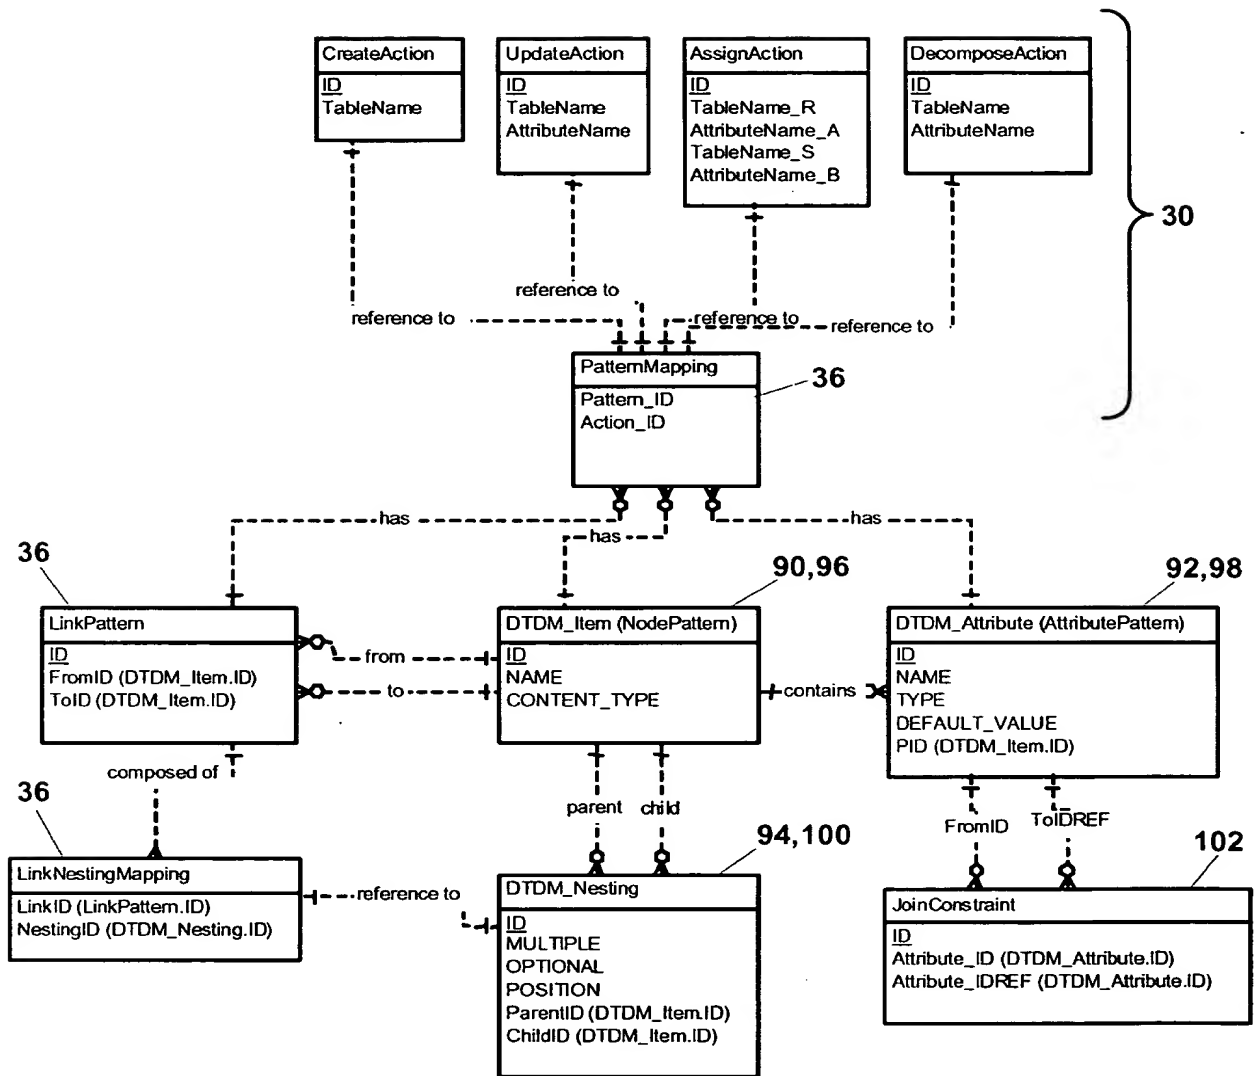 CreateAction
ID
TableName
UpdateAction
ID
TableName
AttributeName
AssignAction
ID
TableName_R
AttributeName_A
TableName_S
AttributeName_B
DecomposeAction
ID
TableName
AttributeName
30
reference to
reference to
reference to
reference to
PatternMapping
Pattern_ID
Action_ID
36
has
has
has
36
LinkPattern
ID
FromID (DTDM_Item.ID)
ToID (DTDM_Item.ID)
from
to
90,96
DTDM_Item (NodePattern)
ID
NAME
CONTENT_TYPE
contains
92,98
DTDM_Attribute (AttributePattern)
ID
NAME
TYPE
DEFAULT_VALUE
PID (DTDM_Item.ID)
composed of
parent
child
FromID
ToIDREF
36
LinkNestingMapping
LinkID (LinkPattern.ID)
NestingID (DTDM_Nesting.ID)
reference to
94,100
DTDM_Nesting
ID
MULTIPLE
OPTIONAL
POSITION
ParentID (DTDM_Item.ID)
ChildID (DTDM_Item.ID)
102
JoinConstraint
ID
Attribute_ID (DTDM_Attribute.ID)
Attribute_IDREF (DTDM_Attribute.ID)